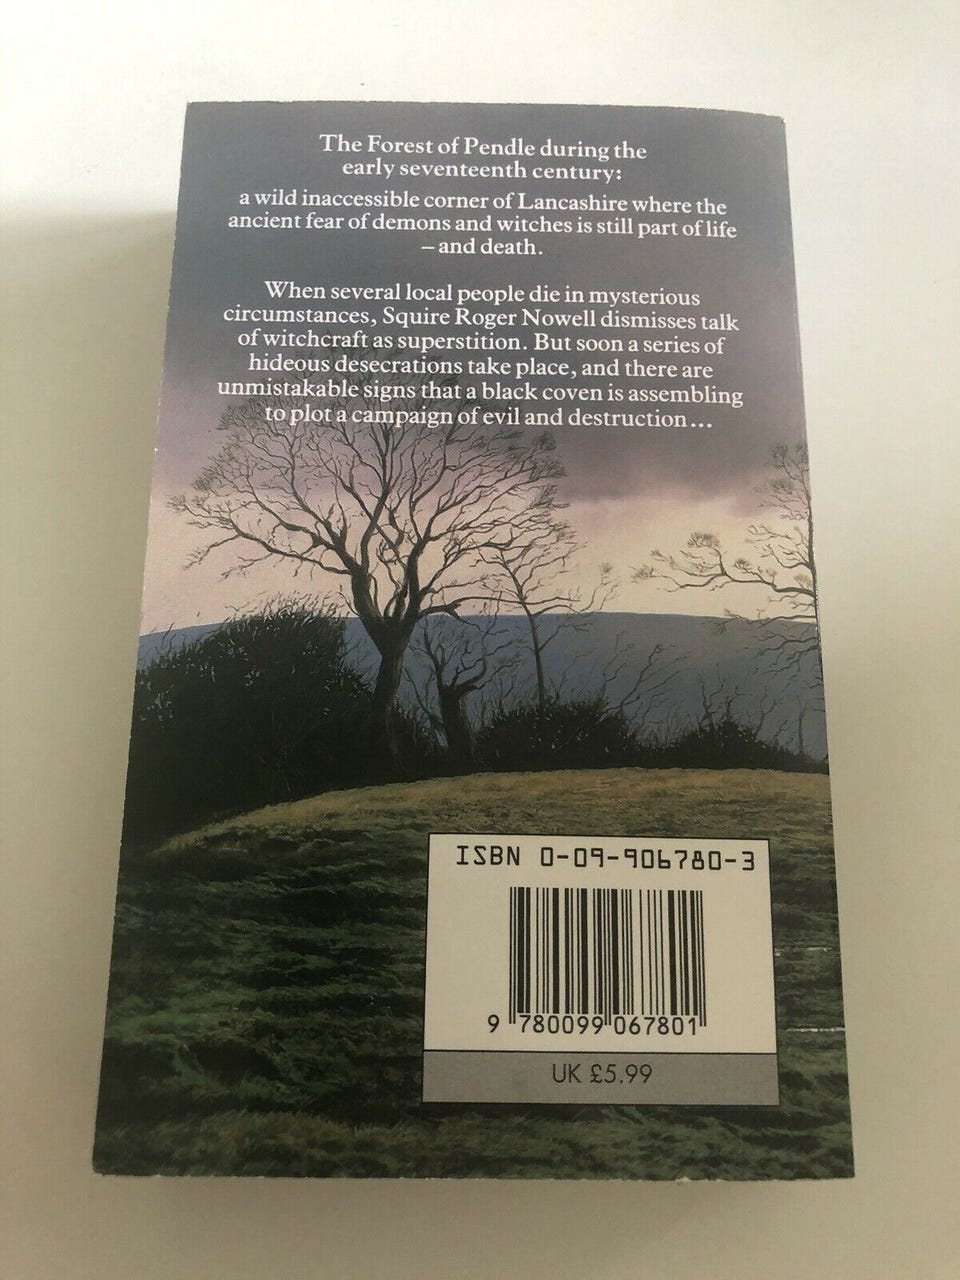 The Forest of Pendle during the
early seventeenth century:
a wild inaccessible corner of Lancashire where the
ancient fear of demons and witches is still part of life
– and death.
When several local people die in mysterious
circumstances, Squire Roger Nowell dismisses talk
of witchcraft as superstition. But soon a series of
hideous desecrations take place, and there are
unmistakable signs that a black coven is assembling
to plot a campaign of evil and destruction...
ISBN 0-09-906780-3
9 780099 067801
UK £5.99